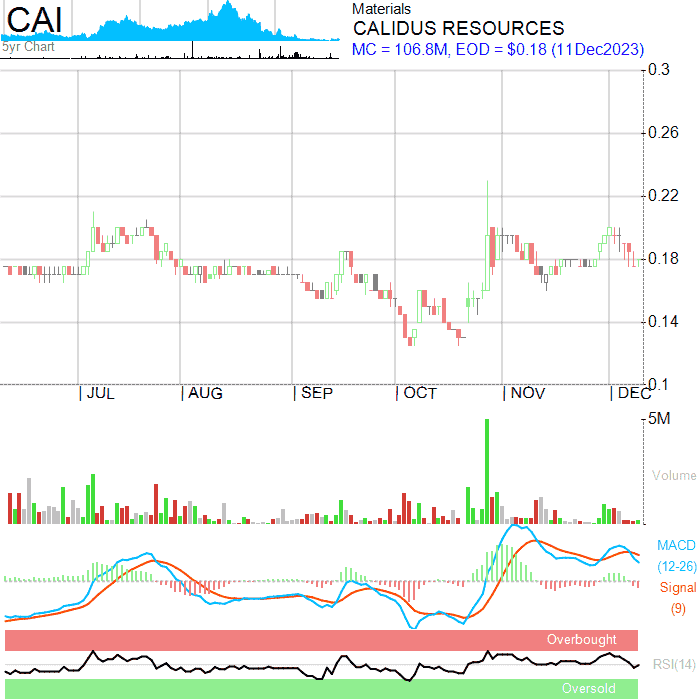 CAI
5yr Chart
Materials
CALIDUS RESOURCES
MC = 106.8M, EOD = $0.18 (11Dec2023)
0.3
0.26
0.22
0.18
0.14
0.1
JUL AUG SEP OCT NOV DEC
5M
Volume
MACD
(12-26)
Signal
(9)
Overbought
RSI(14)
Oversold